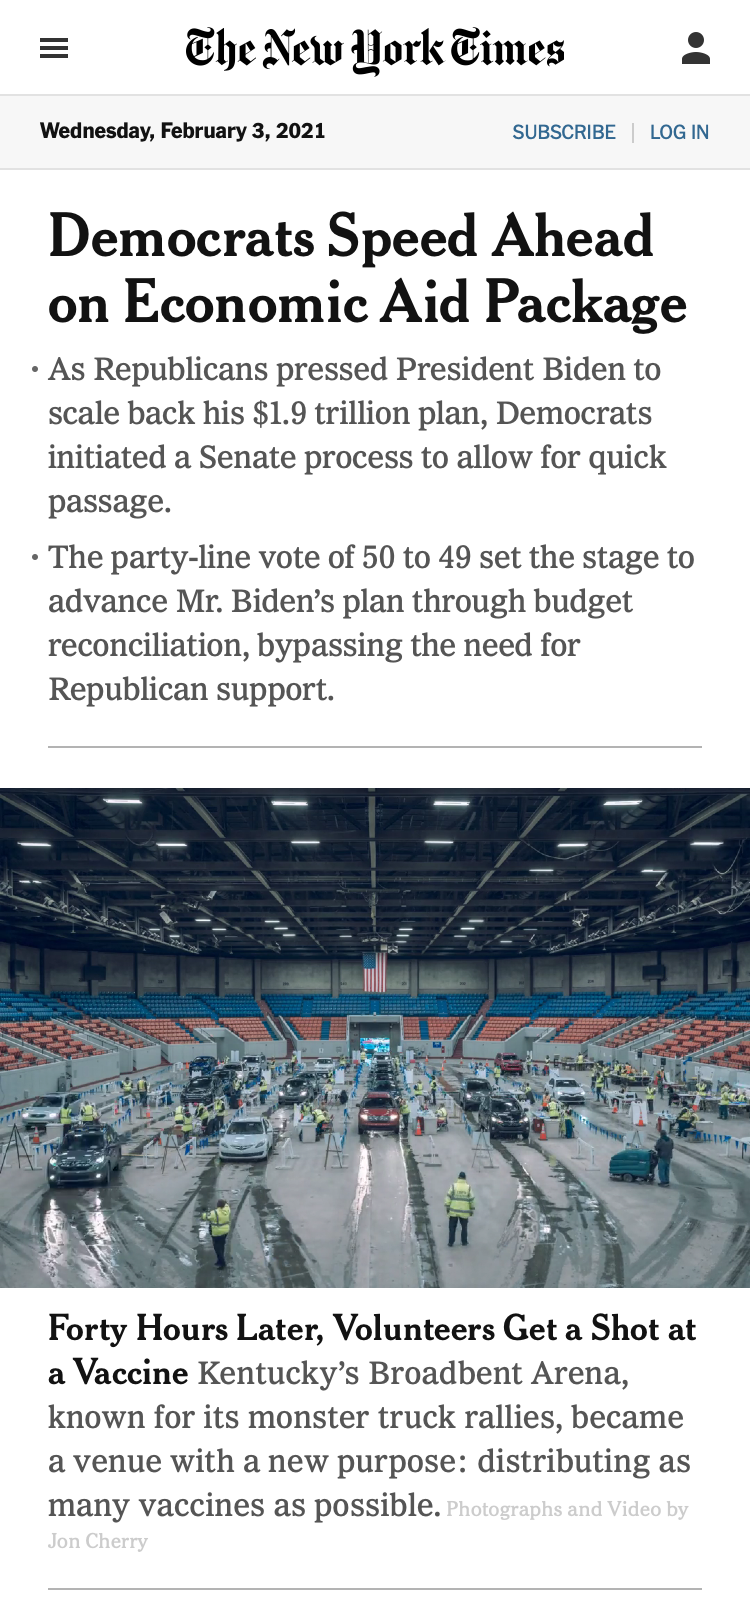 The New York Times
Wednesday, February 3, 2021
SUBSCRIBE | LOG IN
Democrats Speed Ahead
on Economic Aid Package
• As Republicans pressed President Biden to
scale back his $1.9 trillion plan, Democrats
initiated a Senate process to allow for quick
passage.
• The party-line vote of 50 to 49 set the stage to
advance Mr. Biden’s plan through budget
reconciliation, bypassing the need for
Republican support.
Forty Hours Later, Volunteers Get a Shot at
a Vaccine Kentucky’s Broadbent Arena,
known for its monster truck rallies, became
a venue with a new purpose: distributing as
many vaccines as possible. Photographs and Video by
Jon Cherry